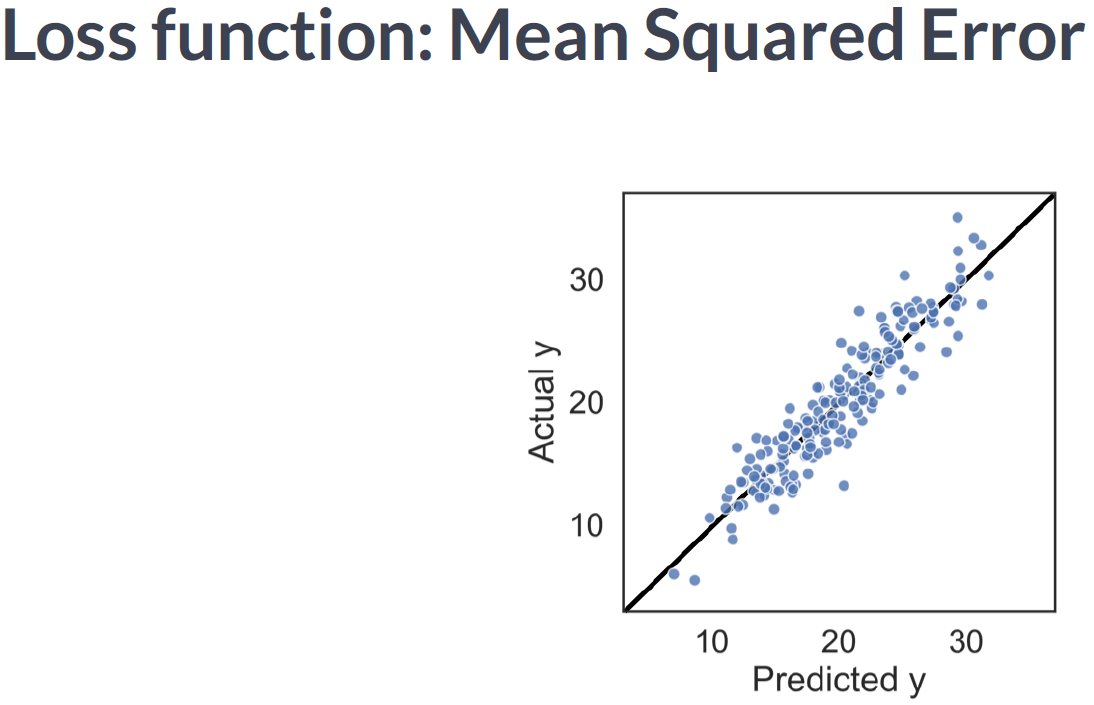 Loss function: Mean Squared Error
30
20
10
Actual y
10 20 30
Predicted y